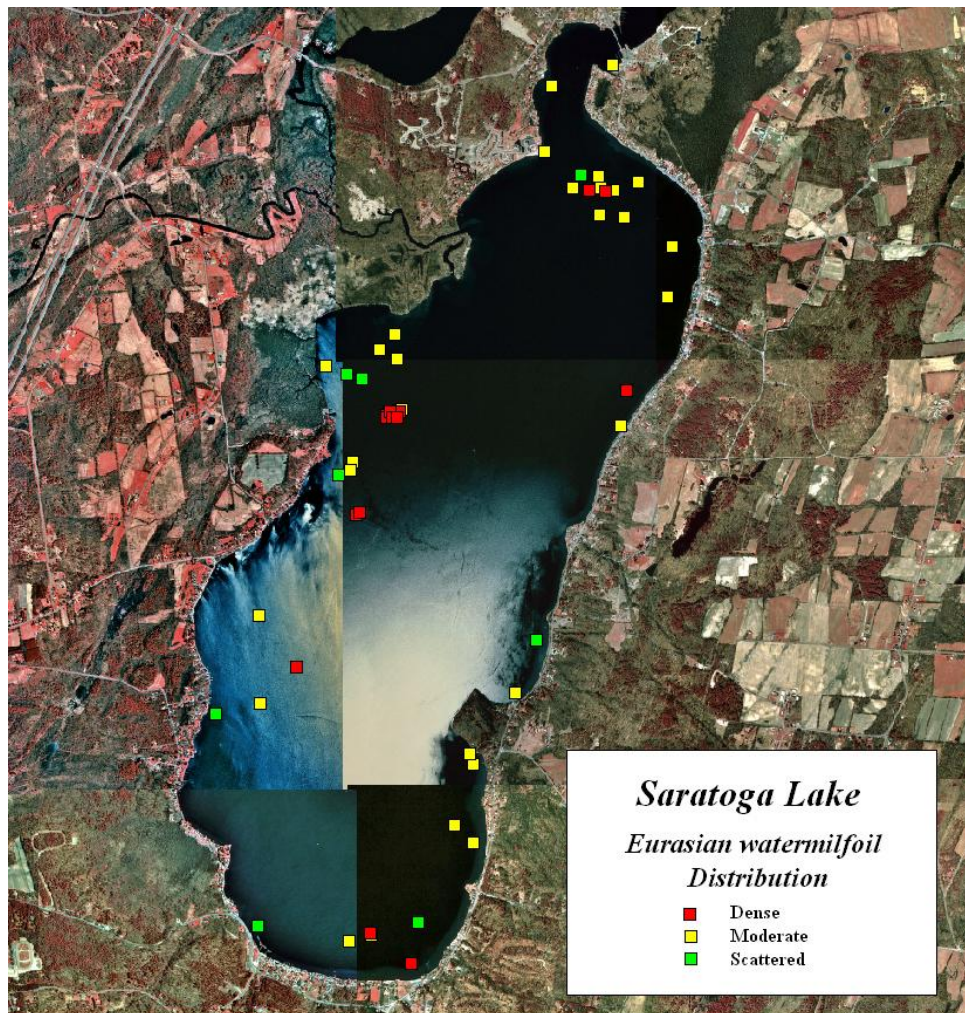 Saratoga Lake
Eurasian watermilfoil
Distribution
Dense
Moderate
Scattered